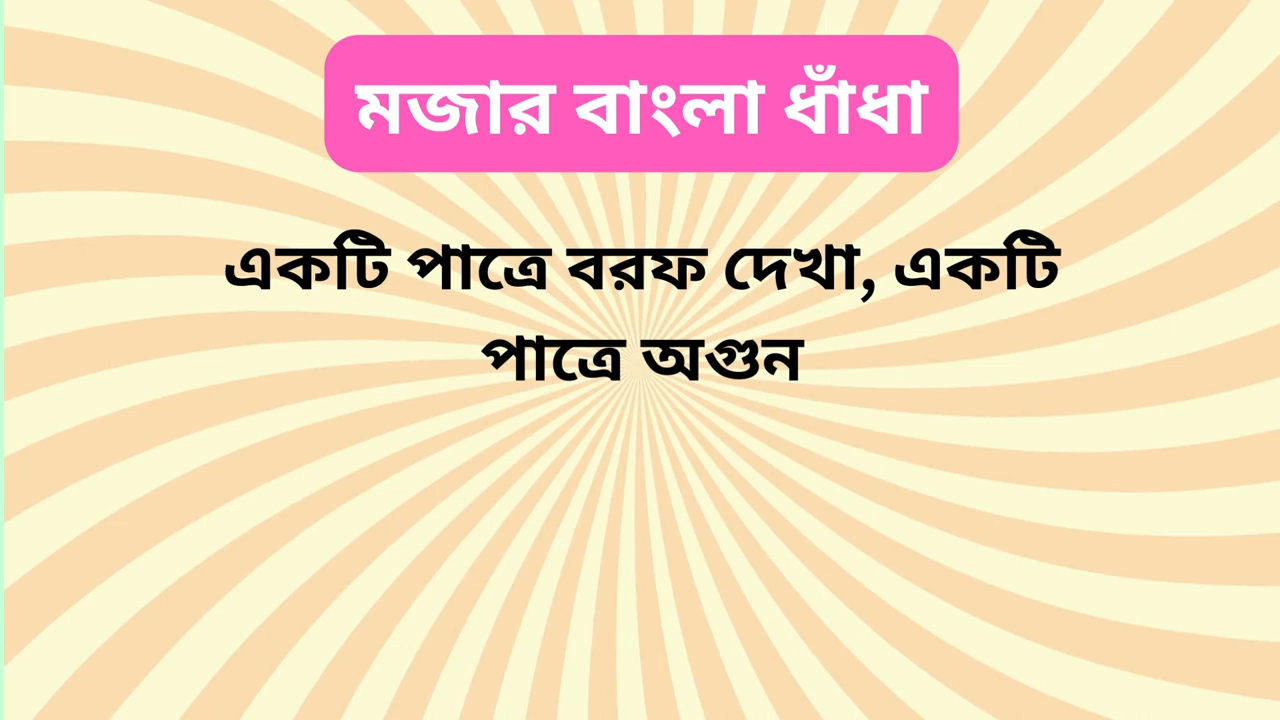 মজার বাংলা ধাঁধা
একটি পাত্রে বরফ দেখা, একটি
পাত্রে অগুন